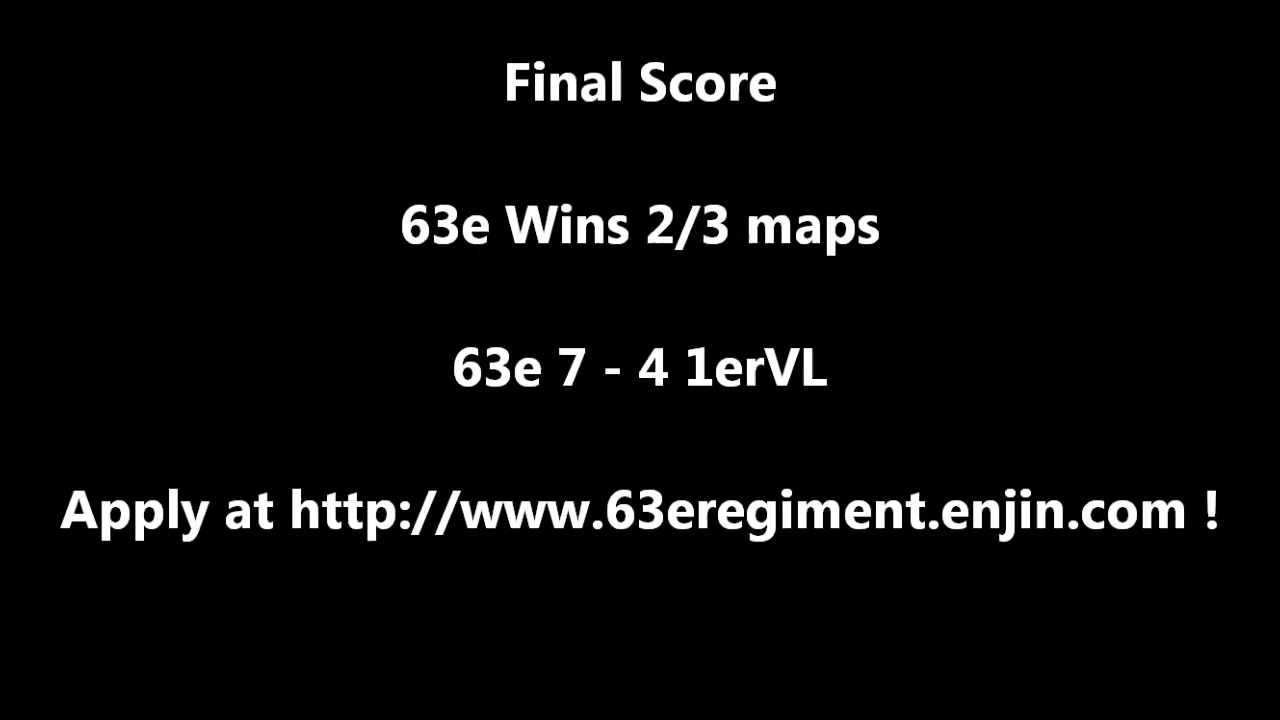 Final Score
63e Wins 2/3 maps
63e 7 - 4 1erVL
Apply at http://www.63eregiment.enjin.com !